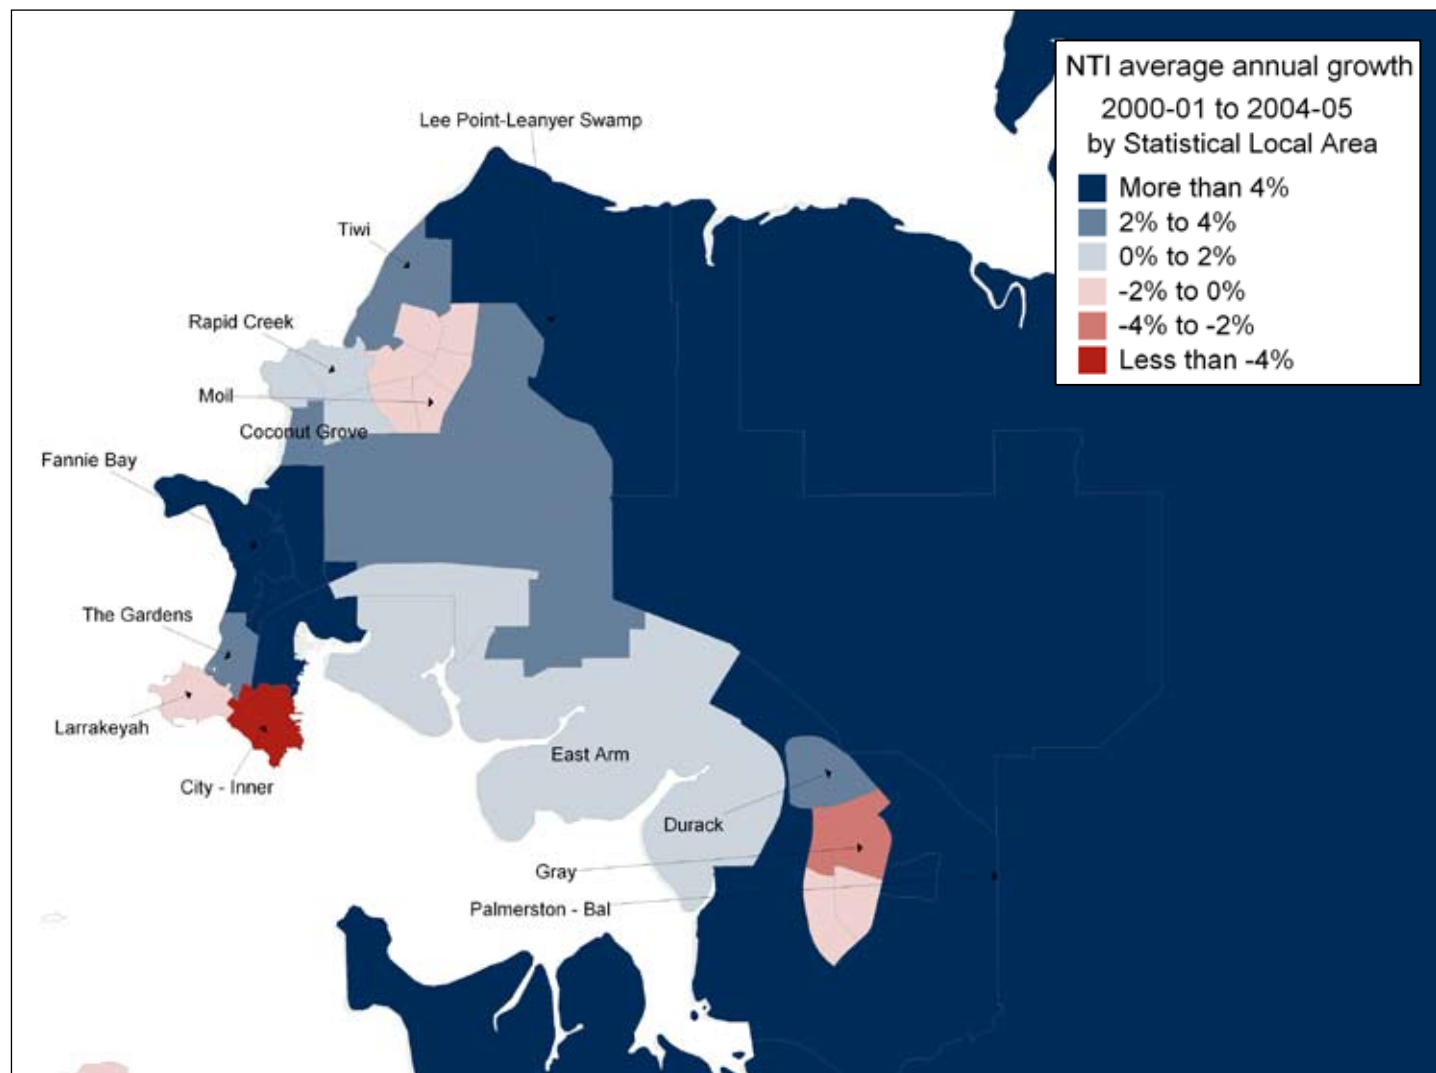 NTI average annual growth
2000-01 to 2004-05
by Statistical Local Area
More than 4%
2% to 4%
0% to 2%
-2% to 0%
-4% to -2%
Less than -4%
Lee Point-Leanyer Swamp
Tiwi
Rapid Creek
Moil
Coconut Grove
Fannie Bay
The Gardens
Larrakeyah
City - Inner
East Arm
Durack
Gray
Palmerston - Bal